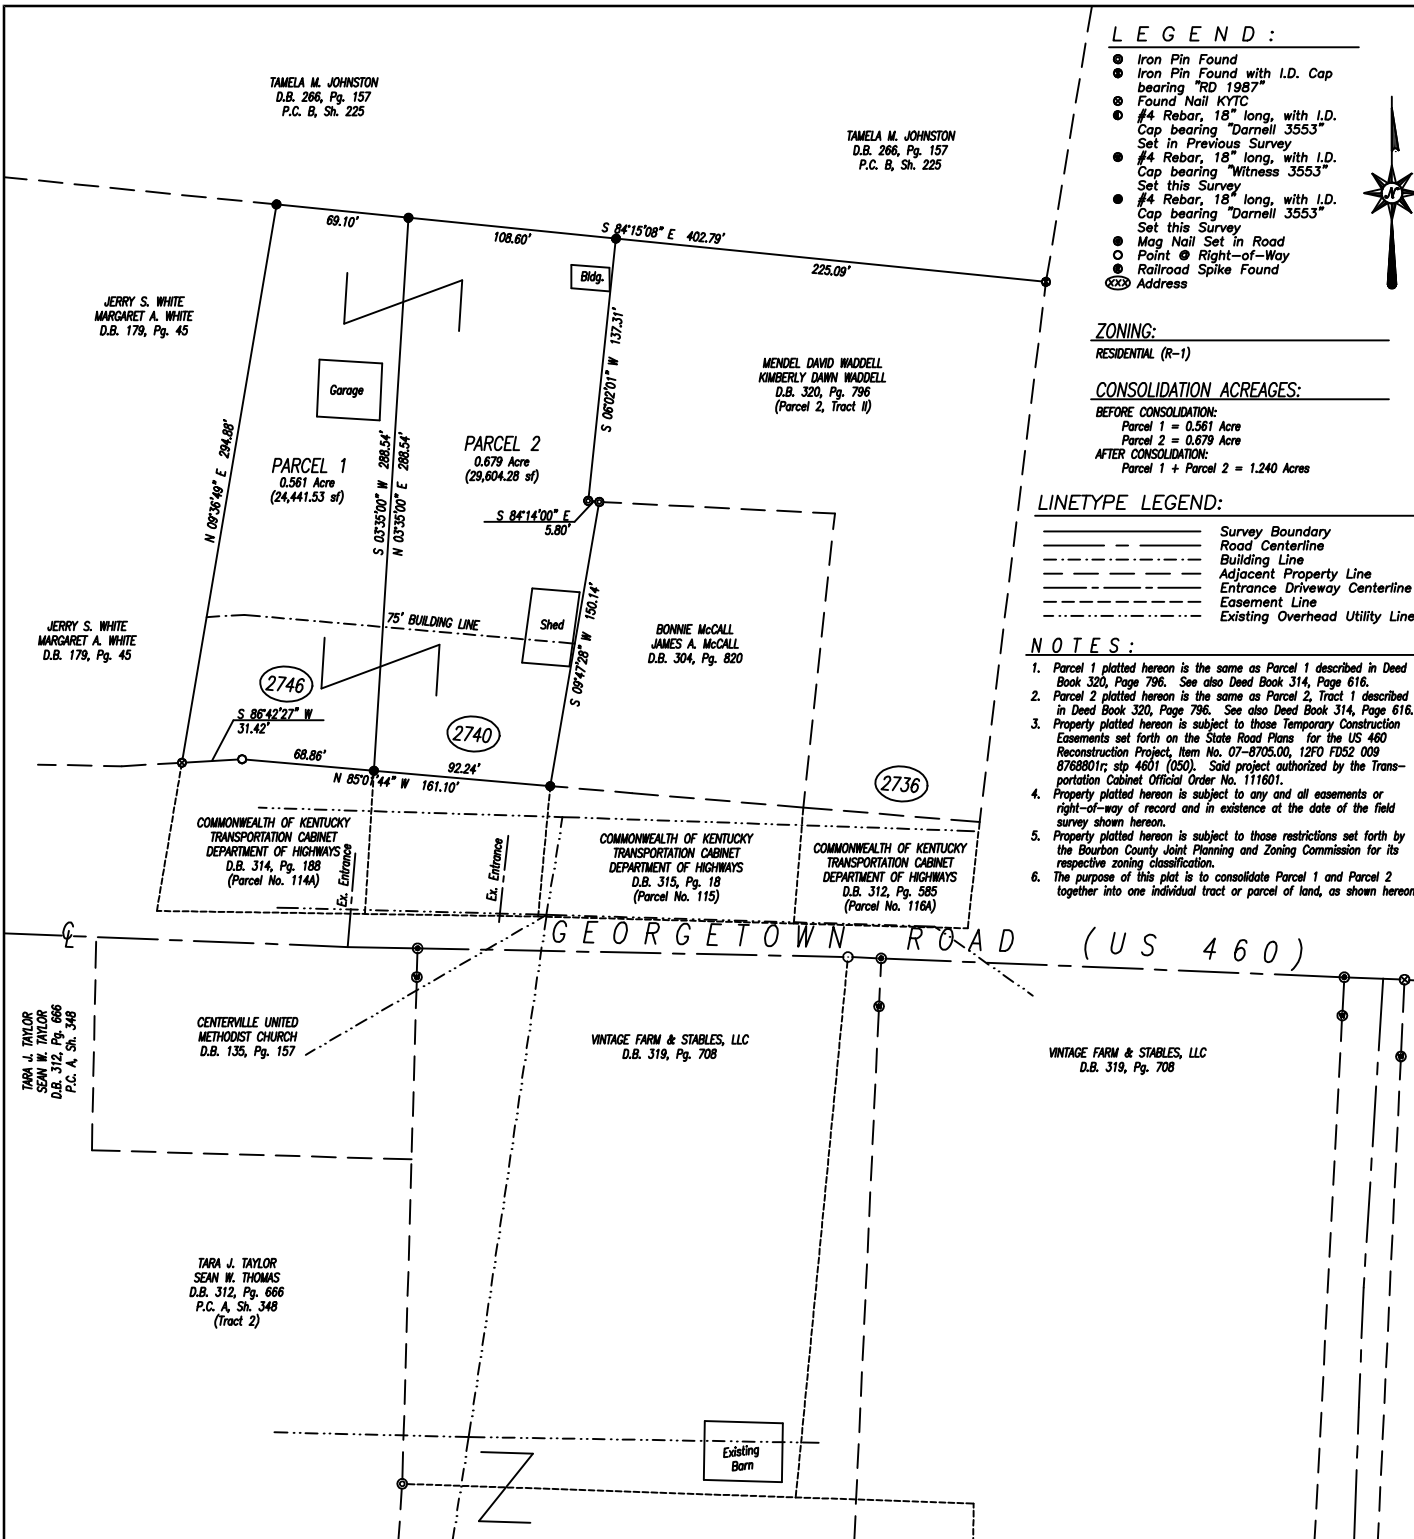 TAMELA M. JOHNSTON
D.B. 266, Pg. 157
P.C. B, Sh. 225
TAMELA M. JOHNSTON
D.B. 266, Pg. 157
P.C. B, Sh. 225
69.10'
108.60'
S 84°15'08" E 402.79'
225.09'
Bldg.
JERRY S. WHITE
MARGARET A. WHITE
D.B. 179, Pg. 45
Garage
MENDEL DAVID WADDELL
KIMBERLY DAWN WADDELL
D.B. 320, Pg. 796
(Parcel 2, Tract II)
S 06°02'01" W 137.31'
N 09°36'49" E 294.88'
PARCEL 1
0.561 Acre
(24,441.53 sf)
S 03°35'00" W 288.54'
N 03°35'00" E 288.54'
PARCEL 2
0.679 Acre
(29,604.28 sf)
S 84°14'00" E
5.80'
75' BUILDING LINE
Shed
S 09°47'28" W 150.14'
JERRY S. WHITE
MARGARET A. WHITE
D.B. 179, Pg. 45
BONNIE McCALL
JAMES A. McCALL
D.B. 304, Pg. 820
2746
S 86°42'27" W
31.42'
2740
68.86'
92.24'
N 85°01'44" W 161.10'
2736
COMMONWEALTH OF KENTUCKY
TRANSPORTATION CABINET
DEPARTMENT OF HIGHWAYS
D.B. 314, Pg. 188
(Parcel No. 114A)
Ex. Entrance
Ex. Entrance
COMMONWEALTH OF KENTUCKY
TRANSPORTATION CABINET
DEPARTMENT OF HIGHWAYS
D.B. 315, Pg. 18
(Parcel No. 115)
COMMONWEALTH OF KENTUCKY
TRANSPORTATION CABINET
DEPARTMENT OF HIGHWAYS
D.B. 312, Pg. 585
(Parcel No. 116A)
℄
GEORGETOWN ROAD (US 460)
TARA J. TAYLOR
SEAN W. TAYLOR
D.B. 312, Pg. 666
P.C. A, Sh. 348
CENTERVILLE UNITED
METHODIST CHURCH
D.B. 135, Pg. 157
VINTAGE FARM & STABLES, LLC
D.B. 319, Pg. 708
VINTAGE FARM & STABLES, LLC
D.B. 319, Pg. 708
TARA J. TAYLOR
SEAN W. THOMAS
D.B. 312, Pg. 666
P.C. A, Sh. 348
(Tract 2)
Existing
Barn
LEGEND:
Iron Pin Found
Iron Pin Found with I.D. Cap
bearing "RD 1987"
Found Nail KYTC
#4 Rebar, 18" long, with I.D.
Cap bearing "Darnell 3553"
Set in Previous Survey
#4 Rebar, 18" long, with I.D.
Cap bearing "Witness 3553"
Set this Survey
#4 Rebar, 18" long, with I.D.
Cap bearing "Darnell 3553"
Set this Survey
Mag Nail Set in Road
Point @ Right-of-Way
Railroad Spike Found
XXX Address
N
ZONING:
RESIDENTIAL (R-1)
CONSOLIDATION ACREAGES:
BEFORE CONSOLIDATION:
Parcel 1 = 0.561 Acre
Parcel 2 = 0.679 Acre
AFTER CONSOLIDATION:
Parcel 1 + Parcel 2 = 1.240 Acres
LINETYPE LEGEND:
Survey Boundary
Road Centerline
Building Line
Adjacent Property Line
Entrance Driveway Centerline
Easement Line
Existing Overhead Utility Line
NOTES:
1. Parcel 1 platted hereon is the same as Parcel 1 described in Deed
Book 320, Page 796. See also Deed Book 314, Page 616.
2. Parcel 2 platted hereon is the same as Parcel 2, Tract 1 described
in Deed Book 320, Page 796. See also Deed Book 314, Page 616.
3. Property platted hereon is subject to those Temporary Construction
Easements set forth on the State Road Plans for the US 460
Reconstruction Project, Item No. 07-8705.00, 12FO FD52 009
8768801r; stp 4601 (050). Said project authorized by the Trans-
portation Cabinet Official Order No. 111601.
4. Property platted hereon is subject to any and all easements or
right-of-way of record and in existence at the date of the field
survey shown hereon.
5. Property platted hereon is subject to those restrictions set forth by
the Bourbon County Joint Planning and Zoning Commission for its
respective zoning classification.
6. The purpose of this plat is to consolidate Parcel 1 and Parcel 2
together into one individual tract or parcel of land, as shown hereon